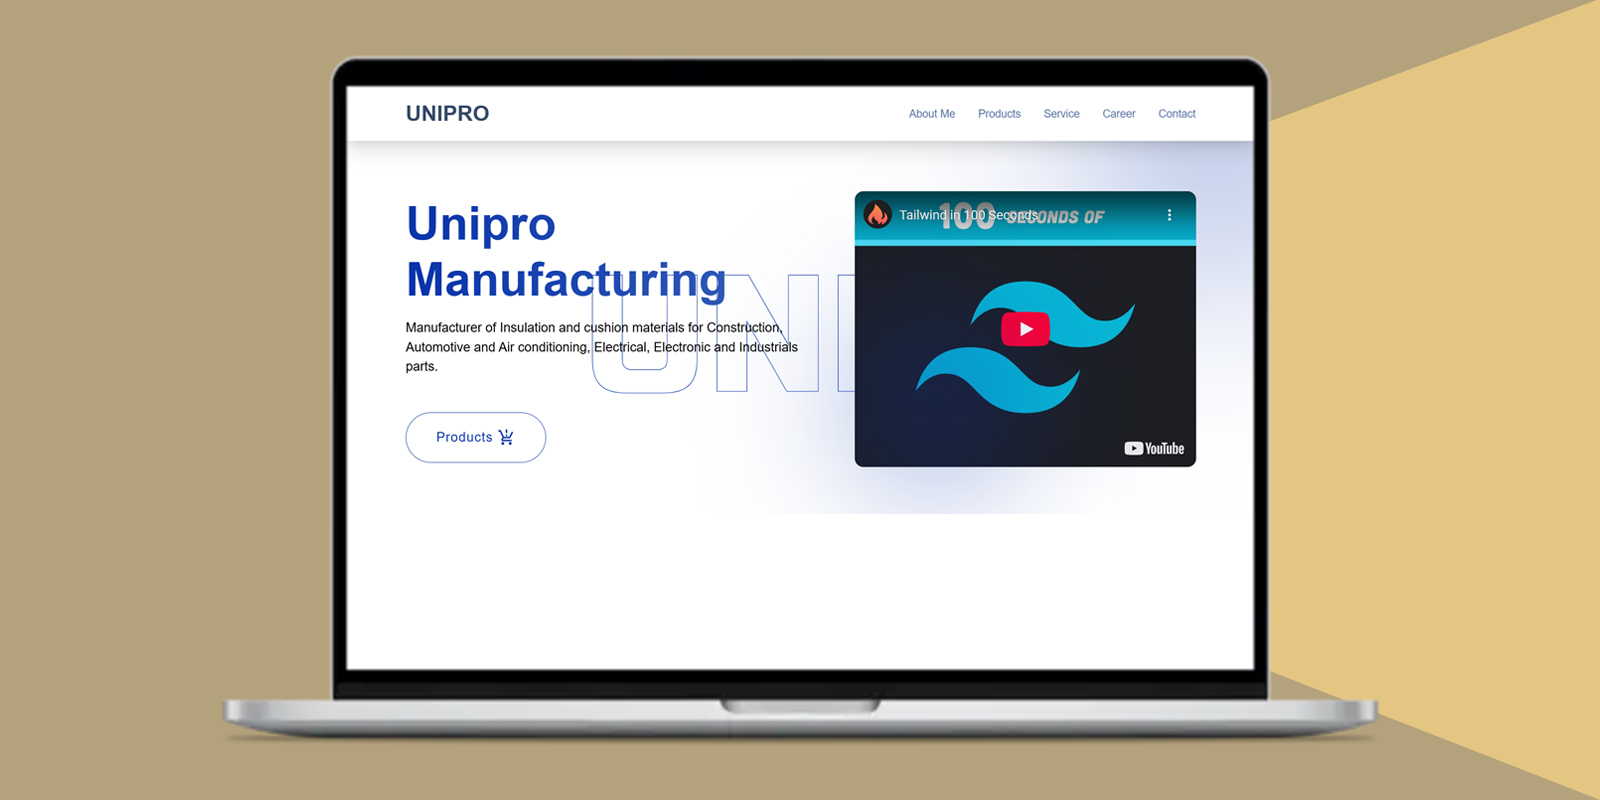 UNIPRO
About Me Products Service Career Contact
Unipro
Manufacturing
UNI
Manufacturer of Insulation and cushion materials for Construction,
Automotive and Air conditioning, Electrical, Electronic and Industrials
parts.
Products
Tailwind in 100 Seconds
100 SECONDS OF
YouTube